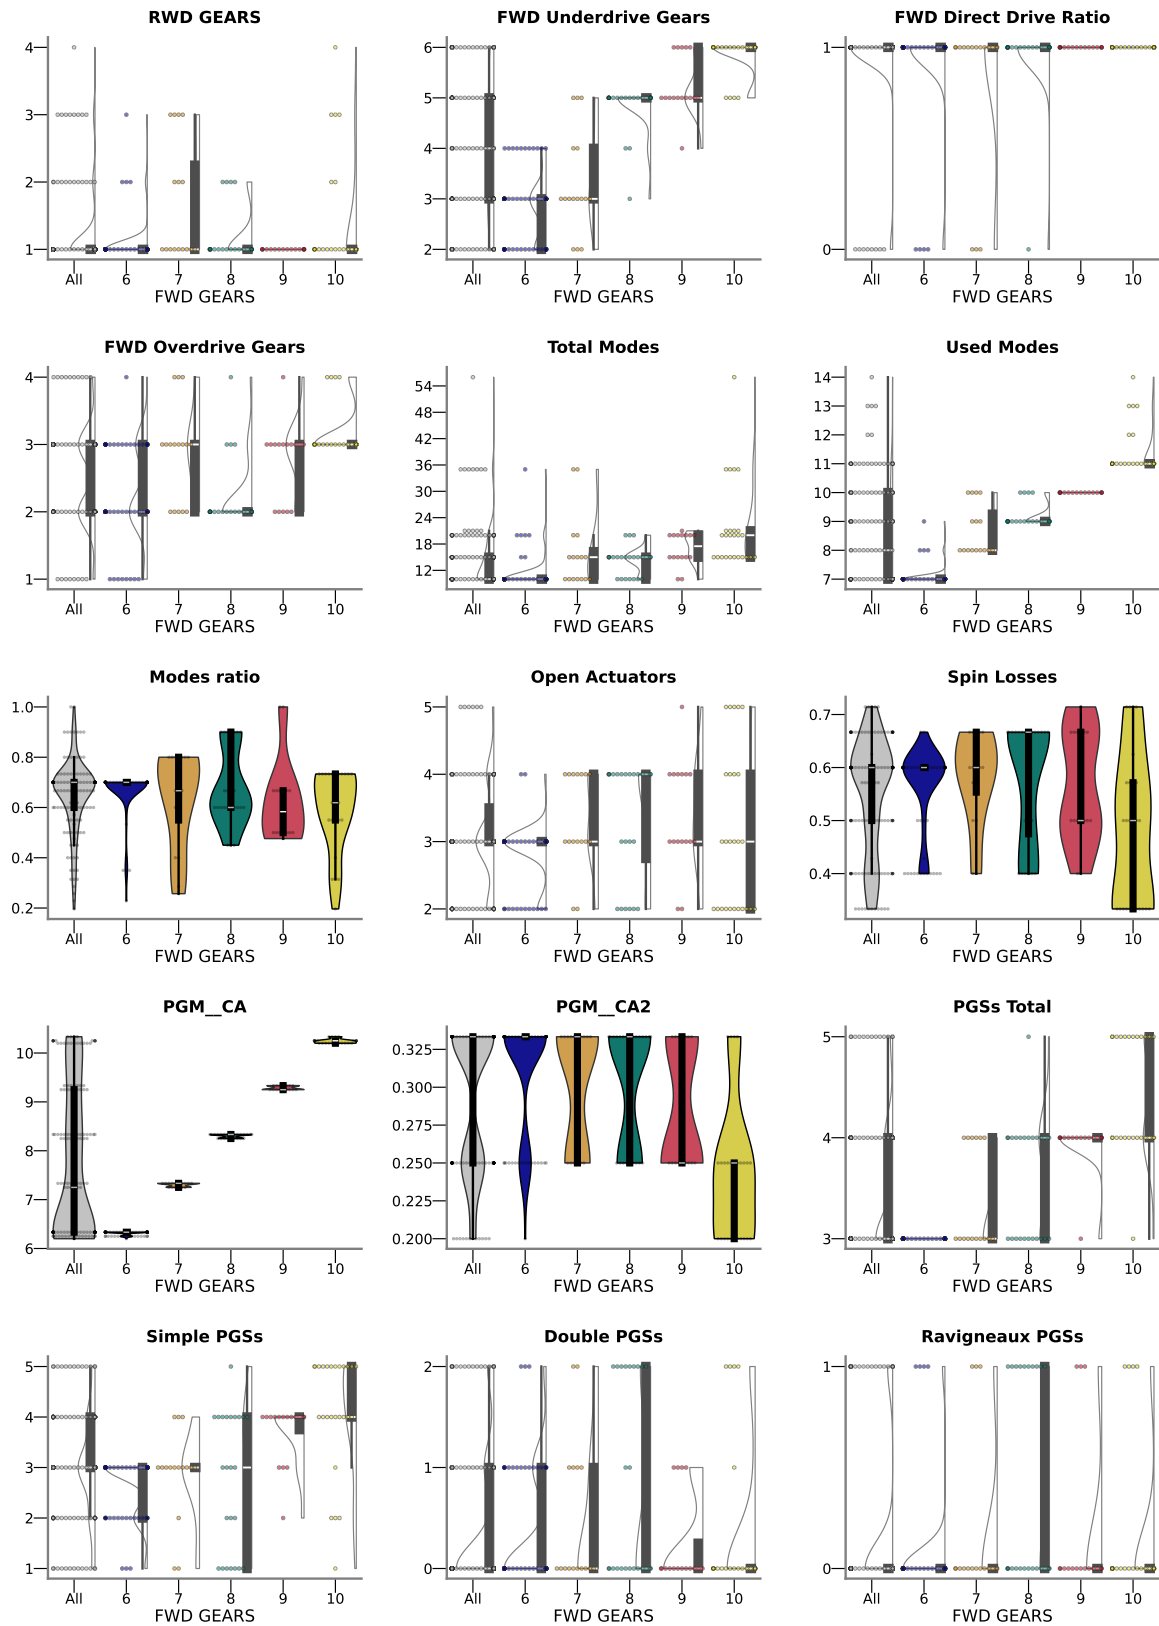 RWD GEARS
4
3
2
1
All 6 7 8 9 10
FWD GEARS
FWD Underdrive Gears
6
5
4
3
2
All 6 7 8 9 10
FWD GEARS
FWD Direct Drive Ratio
1
0
All 6 7 8 9 10
FWD GEARS
FWD Overdrive Gears
4
3
2
1
All 6 7 8 9 10
FWD GEARS
Total Modes
54
48
42
36
30
24
18
12
All 6 7 8 9 10
FWD GEARS
Used Modes
14
13
12
11
10
9
8
7
All 6 7 8 9 10
FWD GEARS
Modes ratio
1.0
0.8
0.6
0.4
0.2
All 6 7 8 9 10
FWD GEARS
Open Actuators
5
4
3
2
All 6 7 8 9 10
FWD GEARS
Spin Losses
0.7
0.6
0.5
0.4
All 6 7 8 9 10
FWD GEARS
PGM__CA
10
9
8
7
6
All 6 7 8 9 10
FWD GEARS
PGM__CA2
0.325
0.300
0.275
0.250
0.225
0.200
All 6 7 8 9 10
FWD GEARS
PGSs Total
5
4
3
All 6 7 8 9 10
FWD GEARS
Simple PGSs
5
4
3
2
1
All 6 7 8 9 10
FWD GEARS
Double PGSs
2
1
0
All 6 7 8 9 10
FWD GEARS
Ravigneaux PGSs
1
0
All 6 7 8 9 10
FWD GEARS